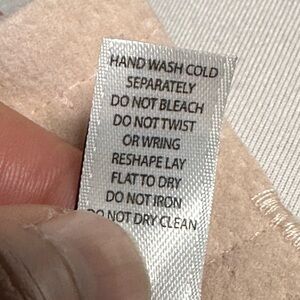 HAND WASH COLD
SEPARATELY
DO NOT BLEACH
DO NOT TWIST
OR WRING
RESHAPE LAY
FLAT TO DRY
DO NOT IRON
DO NOT DRY CLEAN